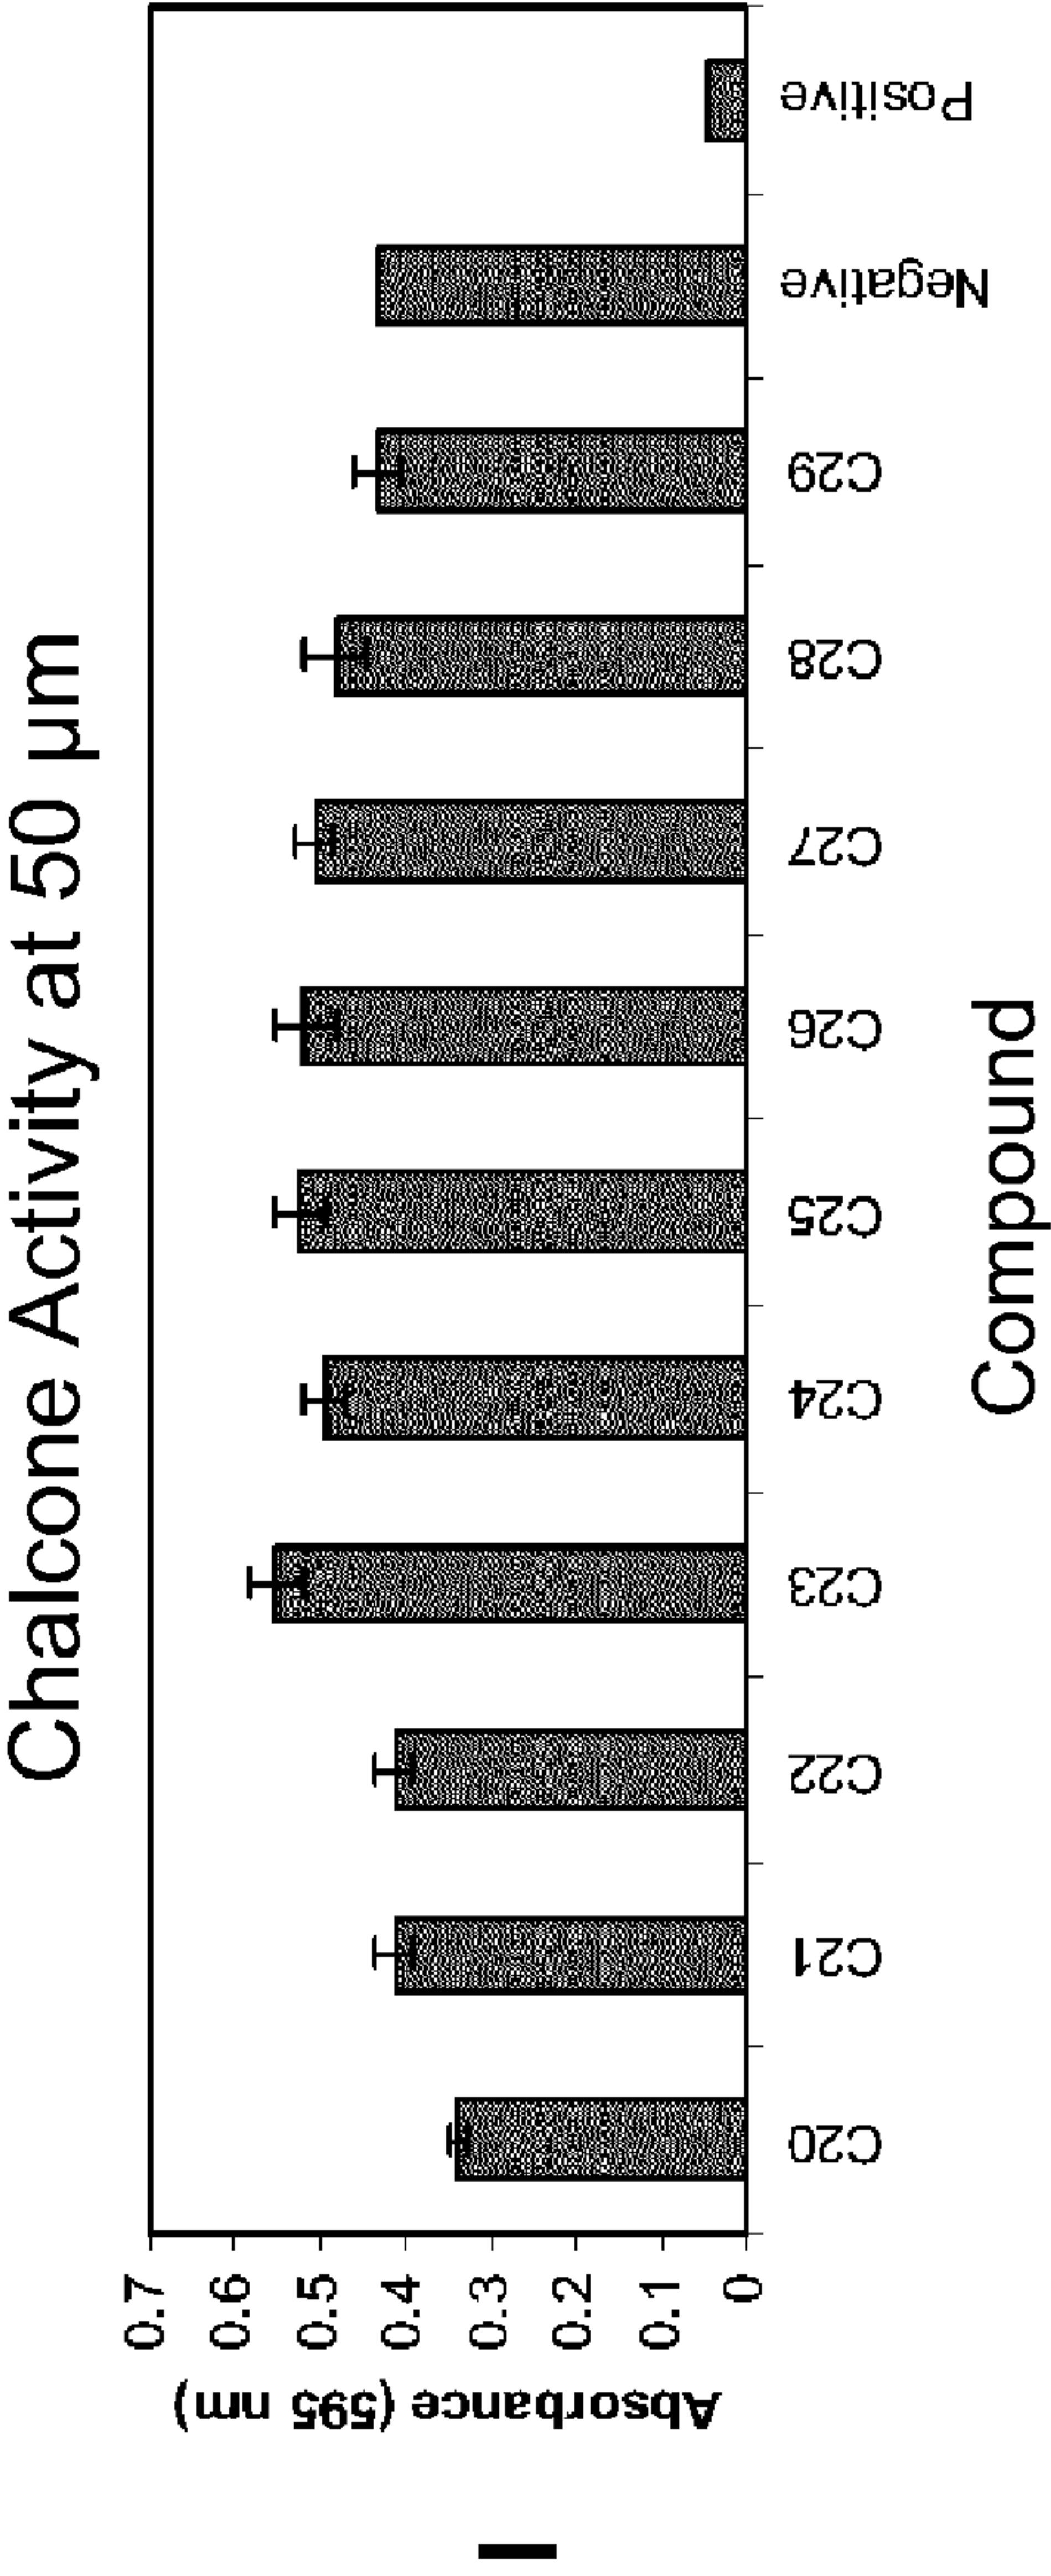 Chalcone Activity at 50 μm
Absorbance (595 nm)
0.7
0.6
0.5
0.4
0.3
0.2
0.1
0
C20
C21
C22
C23
C24
C25
C26
C27
C28
C29
Negative
Positive
Compound
I